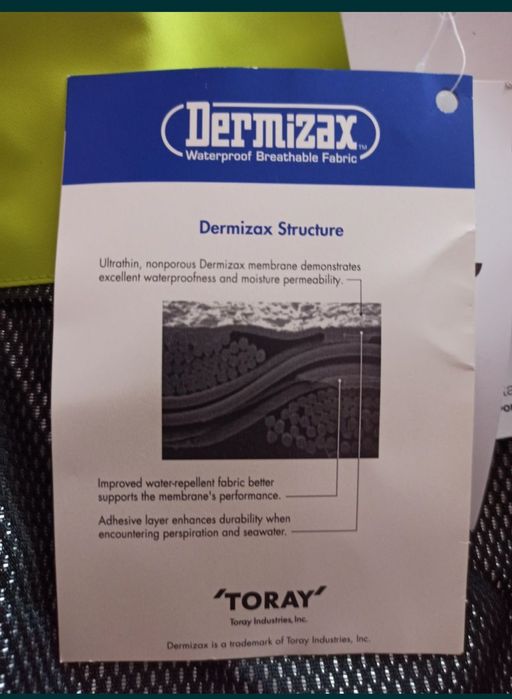 Dermizax™
Waterproof Breathable Fabric
Dermizax Structure
Ultrathin, nonporous Dermizax membrane demonstrates
excellent waterproofness and moisture permeability.
Improved water-repellent fabric better
supports the membrane's performance.
Adhesive layer enhances durability when
encountering perspiration and seawater.
'TORAY'
Toray Industries, Inc.
Dermizax is a trademark of Toray Industries, Inc.